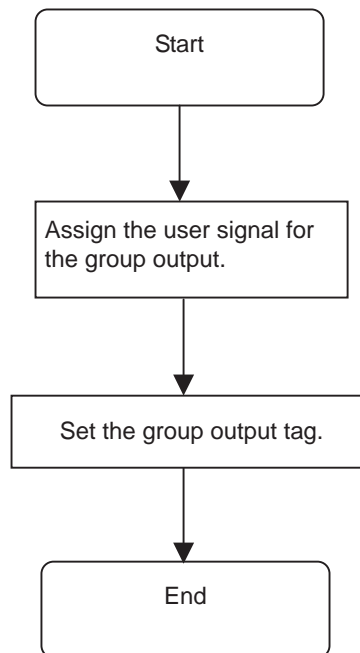 Start
Assign the user signal for
the group output.
Set the group output tag.
End